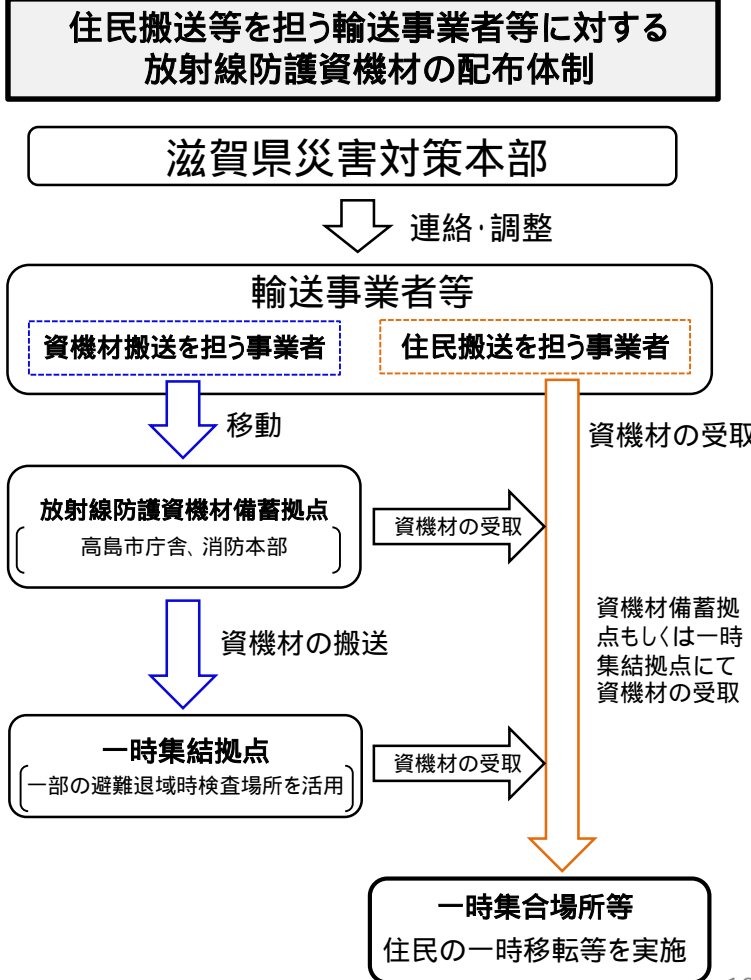 住民搬送等を担う輸送事業者等に対する
放射線防護資機材の配布体制
滋賀県災害対策本部
連絡・調整
輸送事業者等
資機材搬送を担う事業者
住民搬送を担う事業者
移動
資機材の受取
放射線防護資機材備蓄拠点
高島市庁舎、消防本部
資機材の受取
資機材の搬送
資機材備蓄拠
点もしくは一時
集結拠点にて
資機材の受取
一時集結拠点
一部の避難退域時検査場所を活用
資機材の受取
一時集合場所等
住民の一時移転等を実施